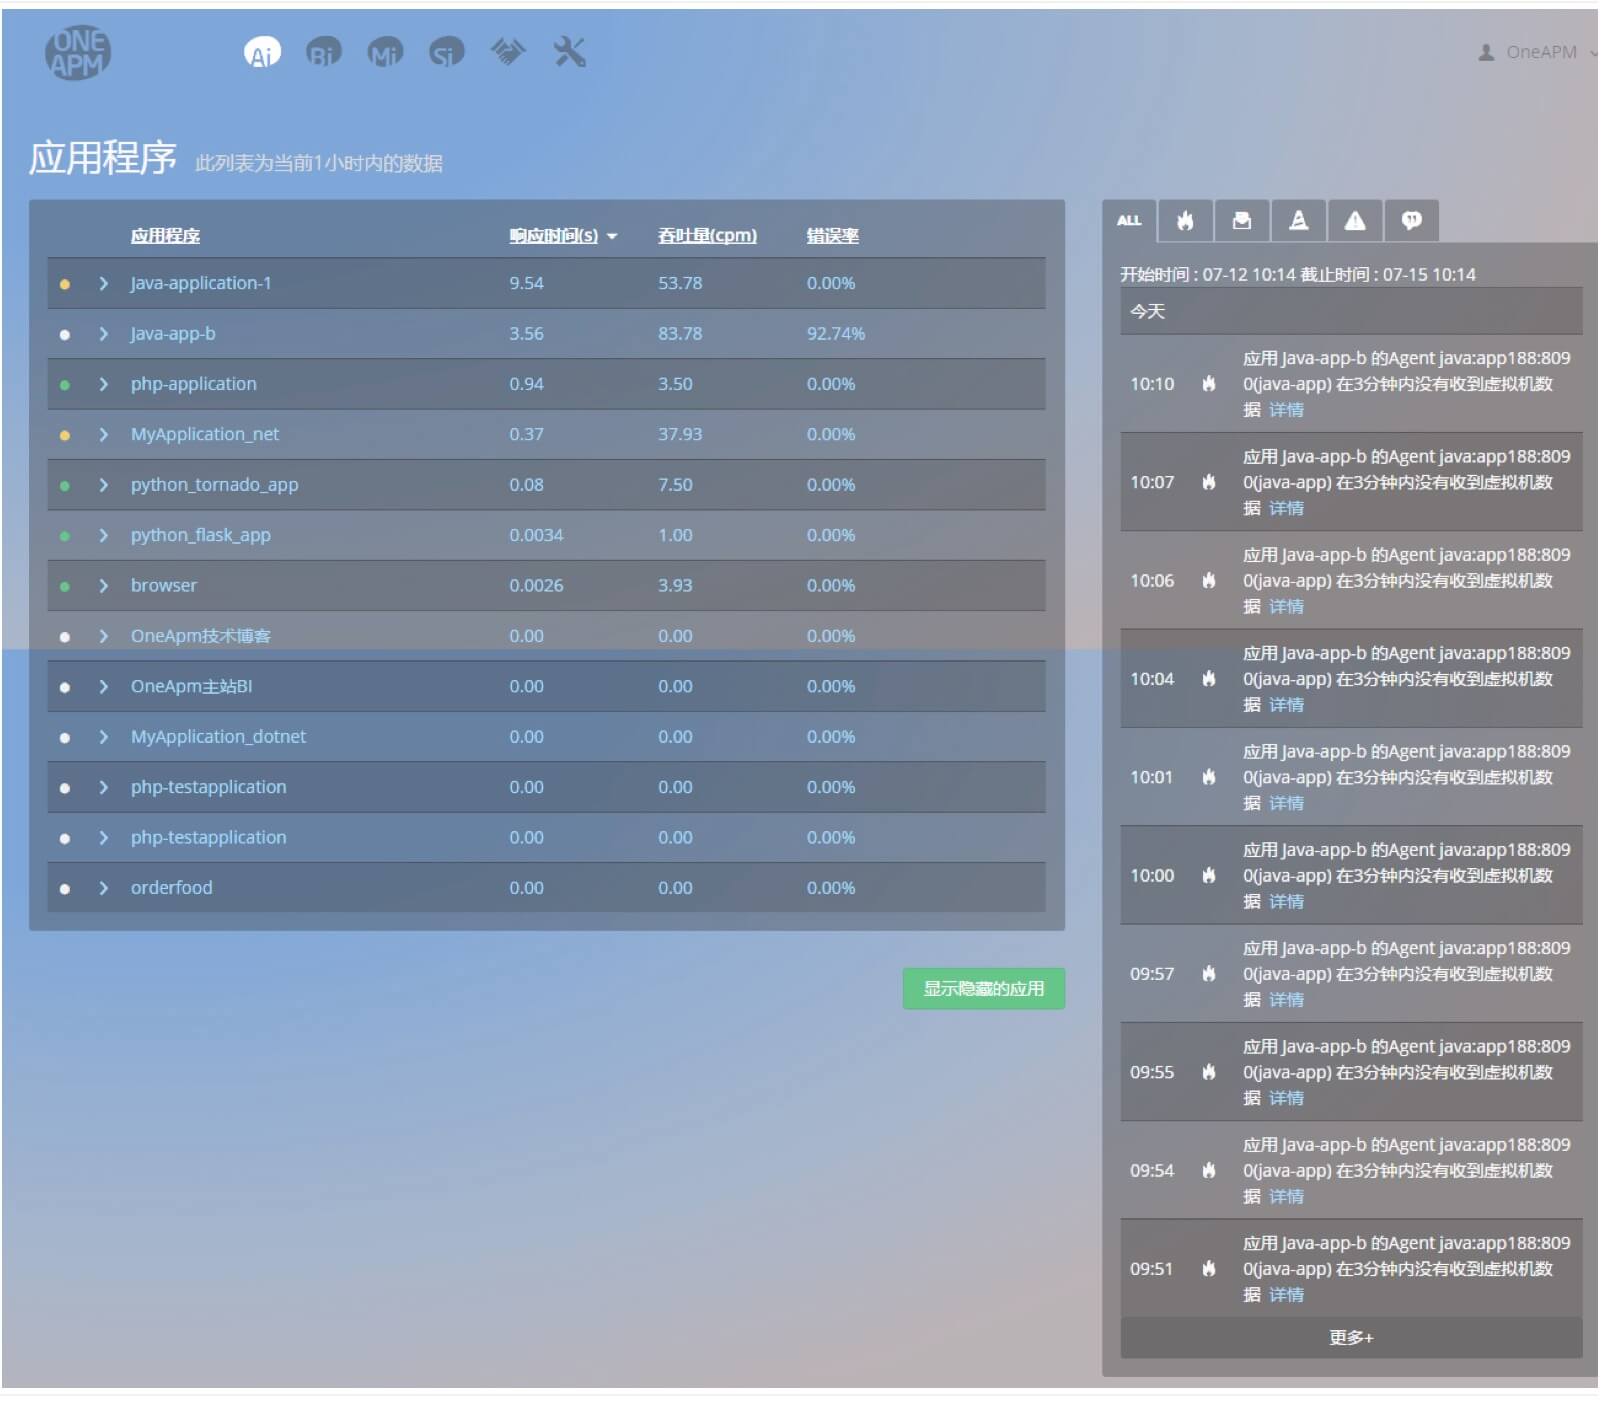 ONE
APM
Ai Bi Mi Si
OneAPM
应用程序 此列表为当前1小时内的数据
应用程序 响应时间(s) 吞吐量(cpm) 错误率
Java-application-1 9.54 53.78 0.00%
Java-app-b 3.56 83.78 92.74%
php-application 0.94 3.50 0.00%
MyApplication_net 0.37 37.93 0.00%
python_tornado_app 0.08 7.50 0.00%
python_flask_app 0.0034 1.00 0.00%
browser 0.0026 3.93 0.00%
OneApm技术博客 0.00 0.00 0.00%
OneApm主站BI 0.00 0.00 0.00%
MyApplication_dotnet 0.00 0.00 0.00%
php-testapplication 0.00 0.00 0.00%
php-testapplication 0.00 0.00 0.00%
orderfood 0.00 0.00 0.00%
显示隐藏的应用
ALL
开始时间 : 07-12 10:14 截止时间 : 07-15 10:14
今天
应用 Java-app-b 的Agent java:app188:809
10:10 0(java-app) 在3分钟内没有收到虚拟机数
据 详情
应用 Java-app-b 的Agent java:app188:809
10:07 0(java-app) 在3分钟内没有收到虚拟机数
据 详情
应用 Java-app-b 的Agent java:app188:809
10:06 0(java-app) 在3分钟内没有收到虚拟机数
据 详情
应用 Java-app-b 的Agent java:app188:809
10:04 0(java-app) 在3分钟内没有收到虚拟机数
据 详情
应用 Java-app-b 的Agent java:app188:809
10:01 0(java-app) 在3分钟内没有收到虚拟机数
据 详情
应用 Java-app-b 的Agent java:app188:809
10:00 0(java-app) 在3分钟内没有收到虚拟机数
据 详情
应用 Java-app-b 的Agent java:app188:809
09:57 0(java-app) 在3分钟内没有收到虚拟机数
据 详情
应用 Java-app-b 的Agent java:app188:809
09:55 0(java-app) 在3分钟内没有收到虚拟机数
据 详情
应用 Java-app-b 的Agent java:app188:809
09:54 0(java-app) 在3分钟内没有收到虚拟机数
据 详情
应用 Java-app-b 的Agent java:app188:809
09:51 0(java-app) 在3分钟内没有收到虚拟机数
据 详情
更多+